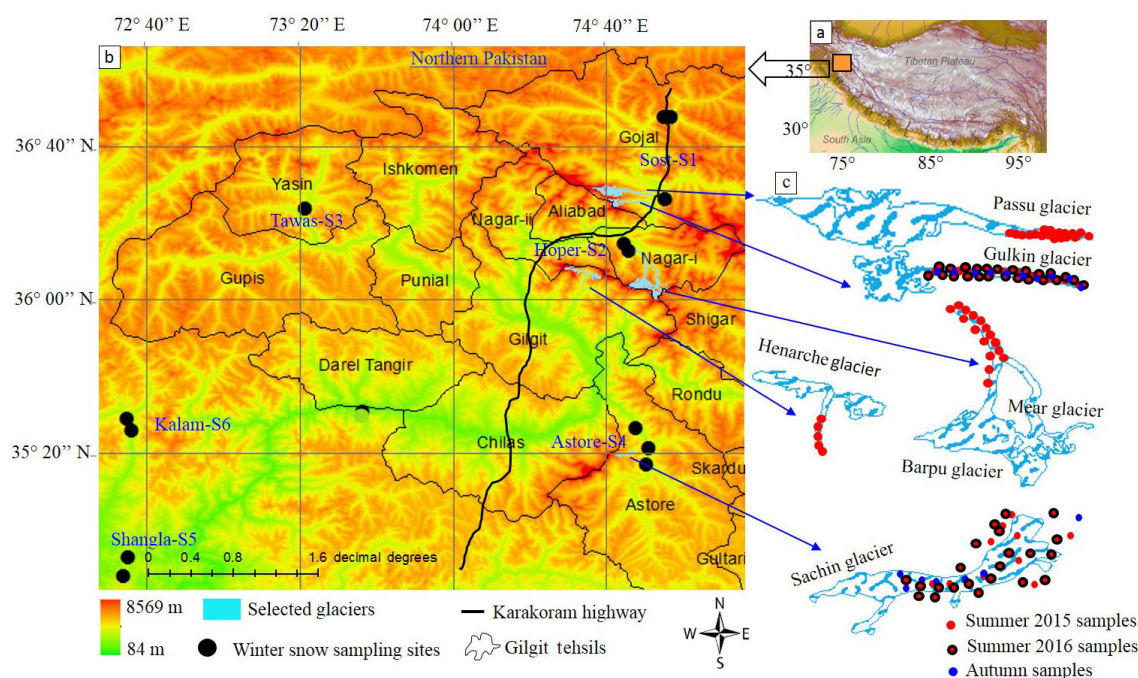 72° 40’’ E
73° 20’’
74° 00’’
74° 40’’
b
Northern Pakistan
36° 40’’ N
36° 00’’ N
35° 20’’ N
Gojal
Sost-S1
Ishkomen
Yasin
Tawas-S3
Nagar-ii
Aliabad
Hoper-S2
Nagar-i
Gupis
Punial
Shigar
Gilgit
Darel Tangir
Rondu
Kalam-S6
Chilas
Astore-S4
Skardu
Astore
Shangla-S5
Gultari
0 0.4 0.8 1.6 decimal degrees
8569 m
84 m
Selected glaciers
Winter snow sampling sites
Karakoram highway
Gilgit tehsils
N
W E
S
a
35°
30°
Tibetan Plateau
South Asia
75° 85° 95°
c
Passu glacier
Gulkin glacier
Henarche glacier
Mear glacier
Barpu glacier
Sachin glacier
Summer 2015 samples
Summer 2016 samples
Autumn samples